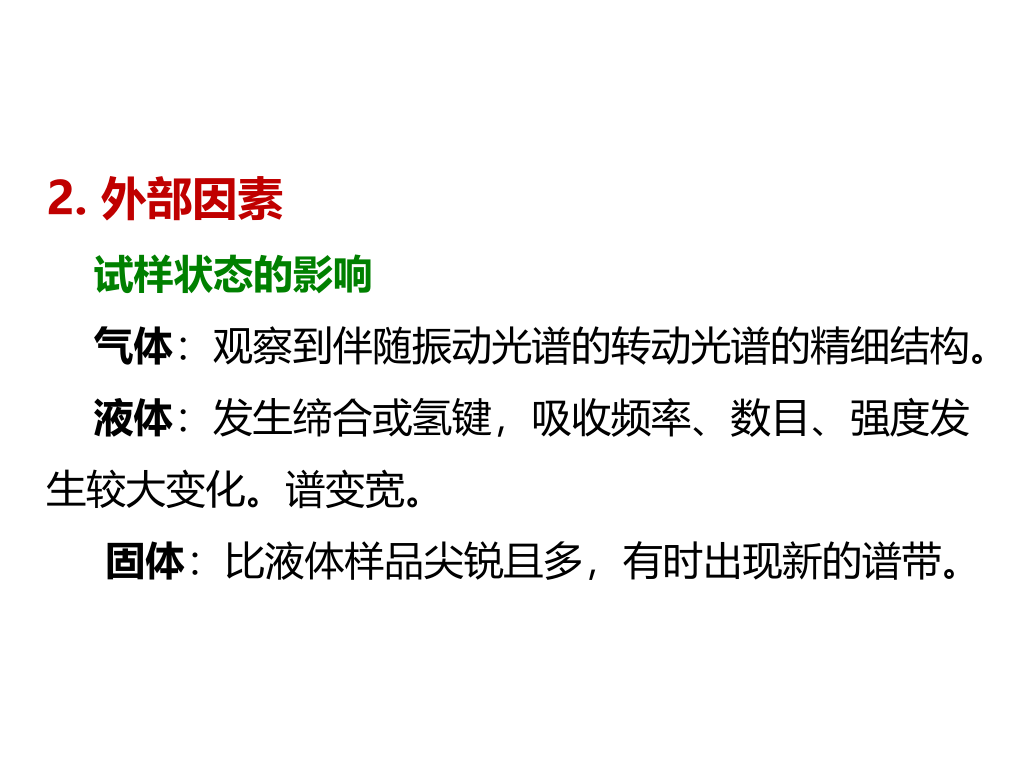 2. 外部因素
试样状态的影响
气体：观察到伴随振动光谱的转动光谱的精细结构。
液体：发生缔合或氢键，吸收频率、数目、强度发
生较大变化。谱变宽。
固体：比液体样品尖锐且多，有时出现新的谱带。